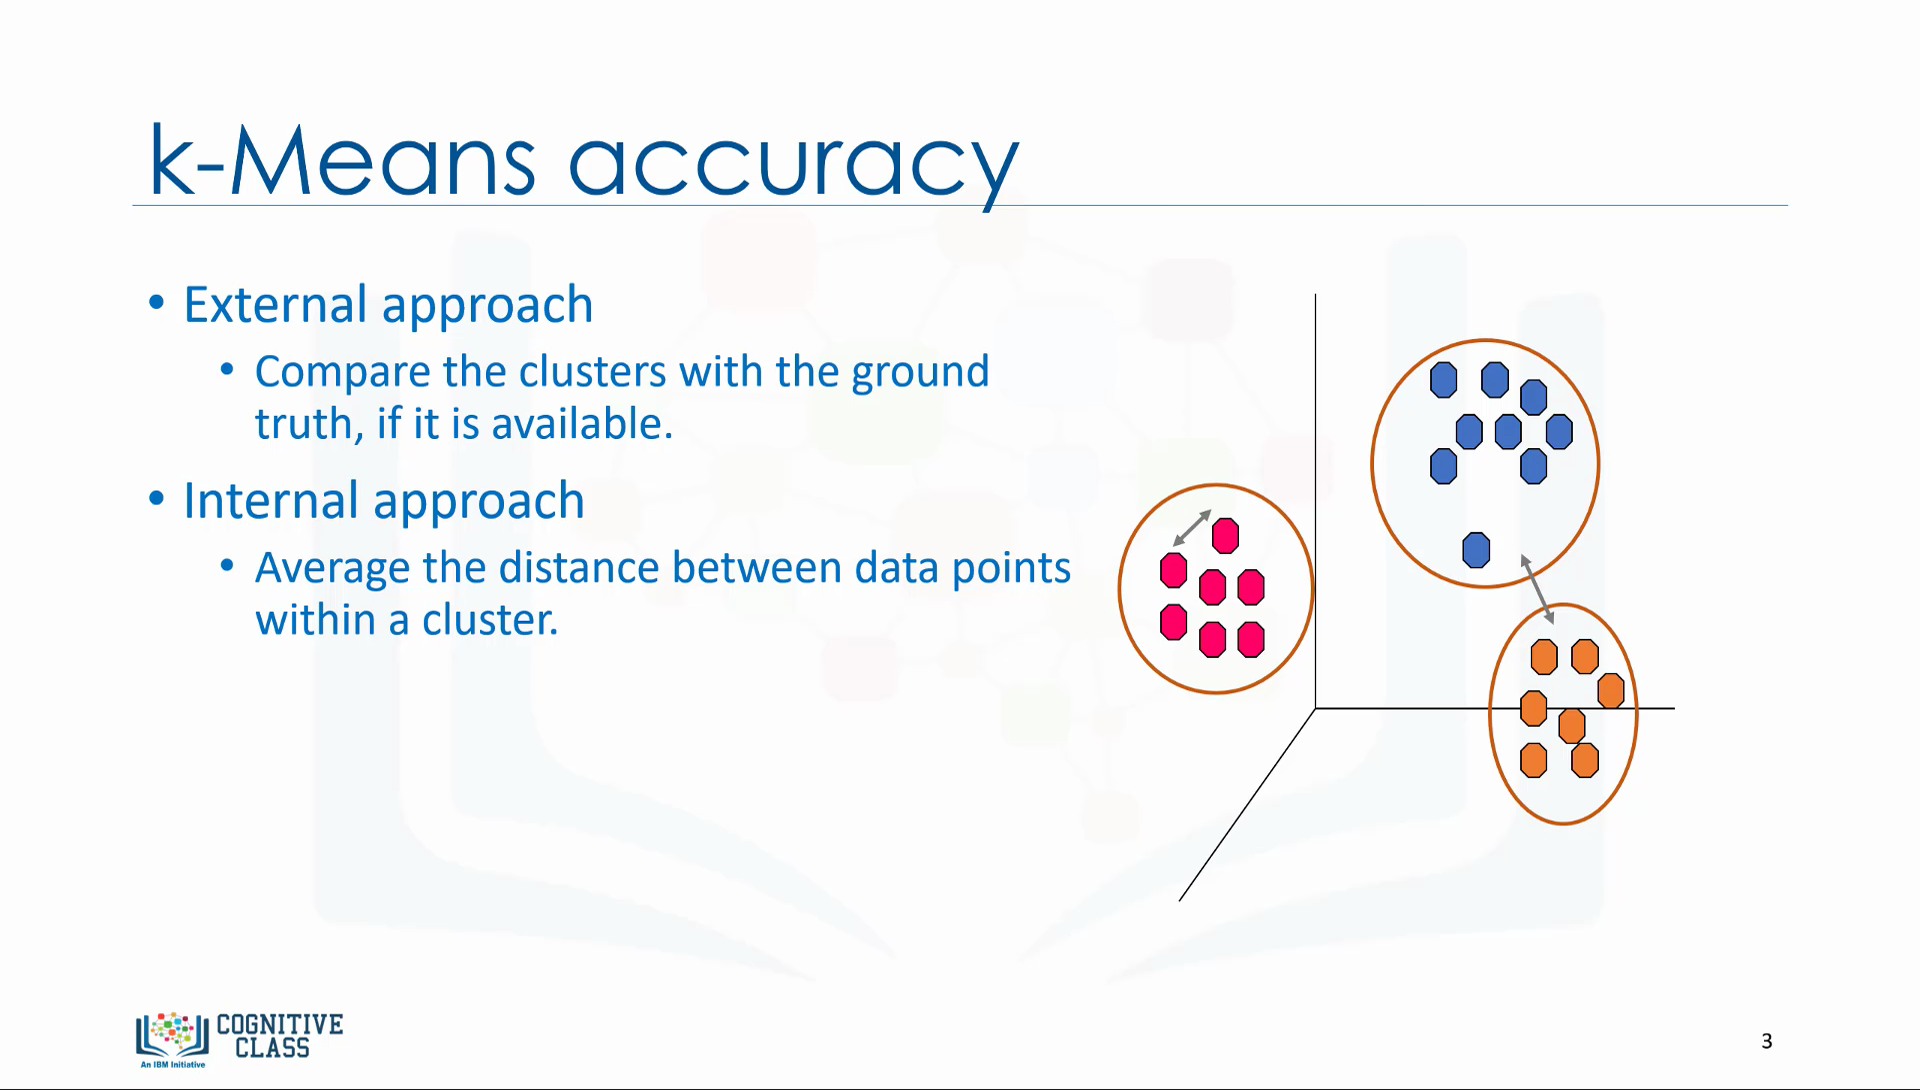 k-Means accuracy
• External approach
• Compare the clusters with the ground
truth, if it is available.
• Internal approach
• Average the distance between data points
within a cluster.
COGNITIVE
CLASS
An IBM Initiative
3